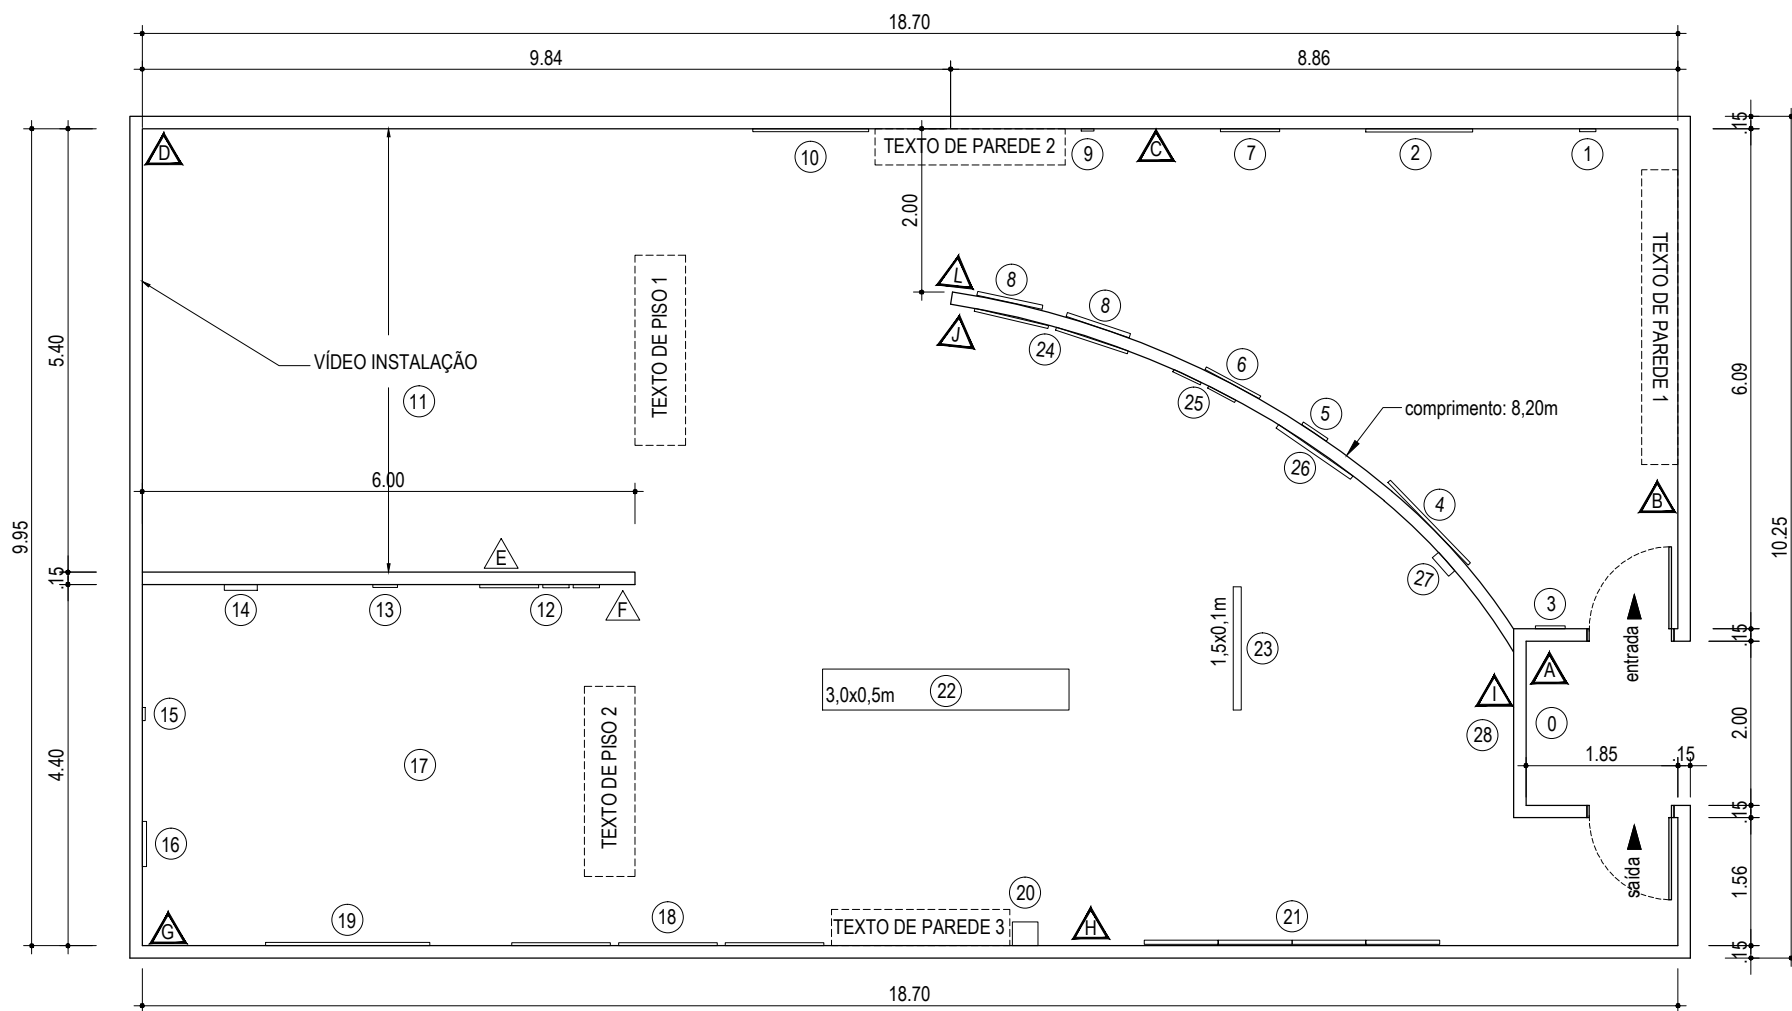 18.70
9.84
8.86
D
10
TEXTO DE PAREDE 2
9
C
7
2
1
.15
2.00
TEXTO DE PAREDE 1
L
8
8
J
24
6
25
5
comprimento: 8,20m
26
4
27
B
6.09
10.25
9.95
5.40
VÍDEO INSTALAÇÃO
11
TEXTO DE PISO 1
6.00
.15
E
14
13
12
F
3
.15
entrada
A
1,5x0,1m
23
I
28
0
2.00
1.85
.15
3,0x0,5m
22
15
17
TEXTO DE PISO 2
4.40
16
.15
saída
1.56
G
19
18
TEXTO DE PAREDE 3
20
H
21
.15
18.70